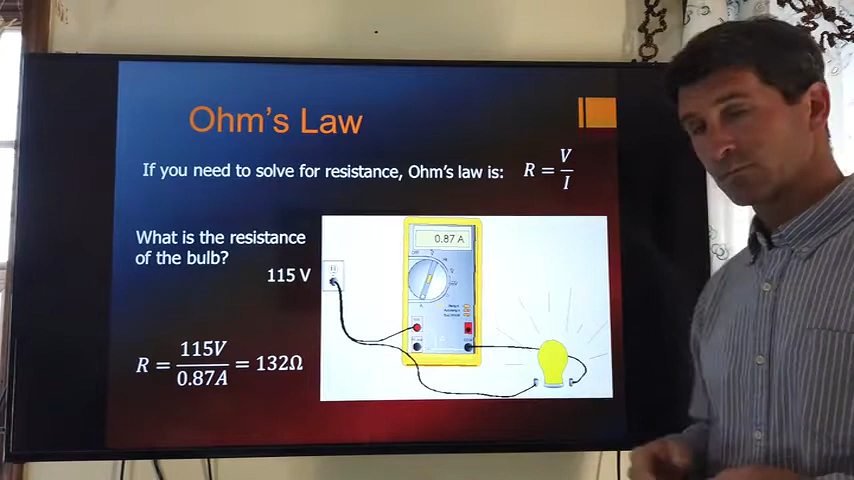 Ohm's Law
If you need to solve for resistance, Ohm's law is: R = V/I
What is the resistance
of the bulb?
115 V
0.87 A
R = 115V/0.87A = 132Ω